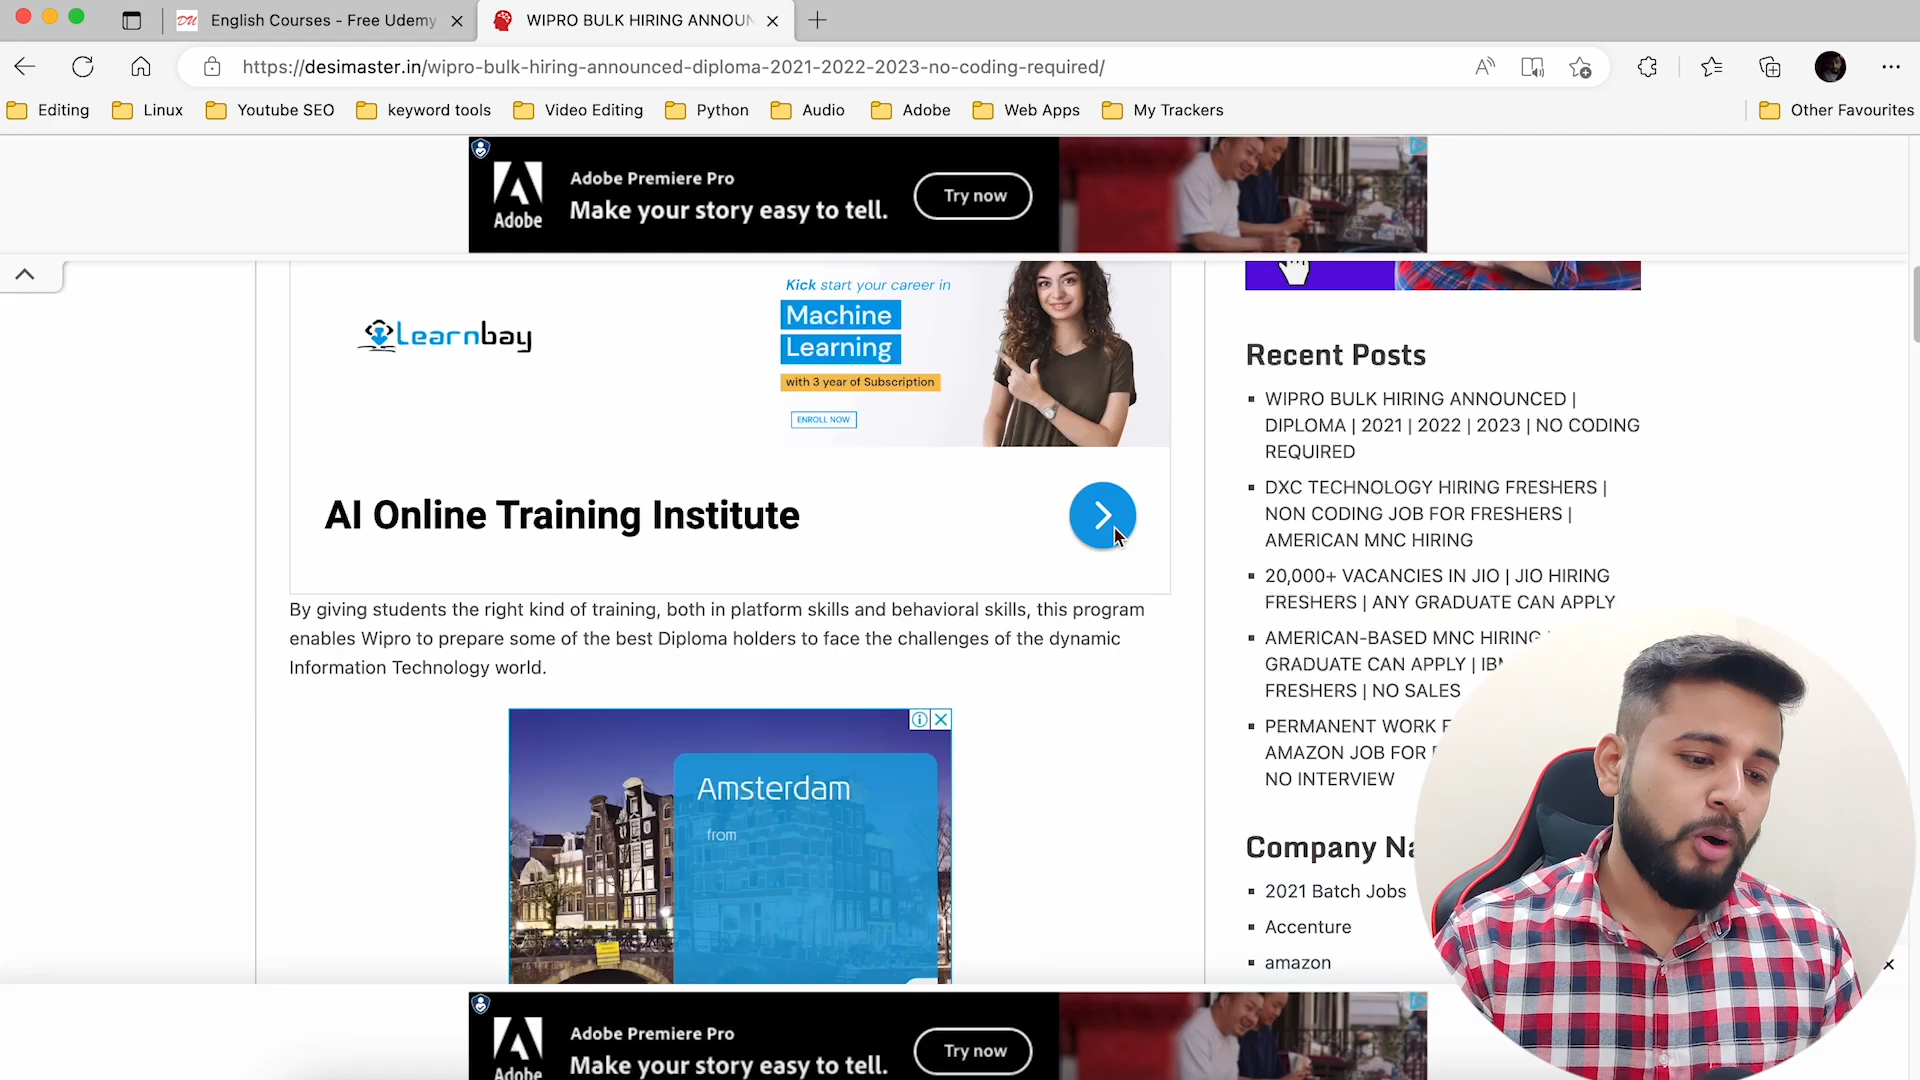 DU English Courses - Free Udemy
WIPRO BULK HIRING ANNOUN
https://desimaster.in/wipro-bulk-hiring-announced-diploma-2021-2022-2023-no-coding-required/
Editing
Linux
Youtube SEO
keyword tools
Video Editing
Python
Audio
Adobe
Web Apps
My Trackers
Other Favourites
Adobe
Adobe Premiere Pro
Make your story easy to tell.
Try now
Learnbay
Kick start your career in
Machine
Learning
with 3 year of Subscription
ENROLL NOW
AI Online Training Institute
By giving students the right kind of training, both in platform skills and behavioral skills, this program
enables Wipro to prepare some of the best Diploma holders to face the challenges of the dynamic
Information Technology world.
Amsterdam
from
Recent Posts
WIPRO BULK HIRING ANNOUNCED |
DIPLOMA | 2021 | 2022 | 2023 | NO CODING
REQUIRED
DXC TECHNOLOGY HIRING FRESHERS |
NON CODING JOB FOR FRESHERS |
AMERICAN MNC HIRING
20,000+ VACANCIES IN JIO | JIO HIRING
FRESHERS | ANY GRADUATE CAN APPLY
AMERICAN-BASED MNC HIRING
GRADUATE CAN APPLY | IB
FRESHERS | NO SALES
PERMANENT WORK F
AMAZON JOB FOR
NO INTERVIEW
Company Na
2021 Batch Jobs
Accenture
amazon
Adobe
Adobe Premiere Pro
Make your story easy to tell.
Try now